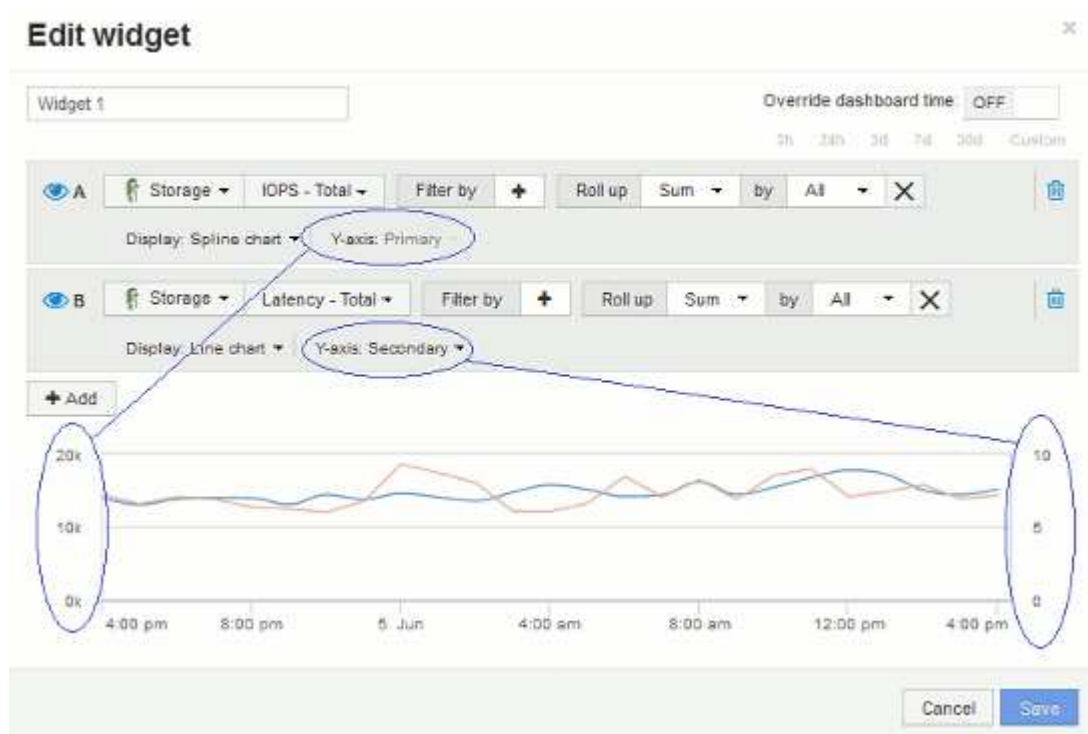 Edit widget
Widget 1
Override dashboard time: OFF
3h 24h 3d 7d 30d Custom
A Storage IOPS - Total Filter by + Roll up Sum by All
Display: Spline chart Y-axis: Primary
B Storage Latency - Total Filter by + Roll up Sum by All
Display: Line chart Y-axis: Secondary
+ Add
20k 10
10k 5
0k 0
4:00 pm 8:00 pm 5. Jun 4:00 am 8:00 am 12:00 pm 4:00 pm
Cancel Save